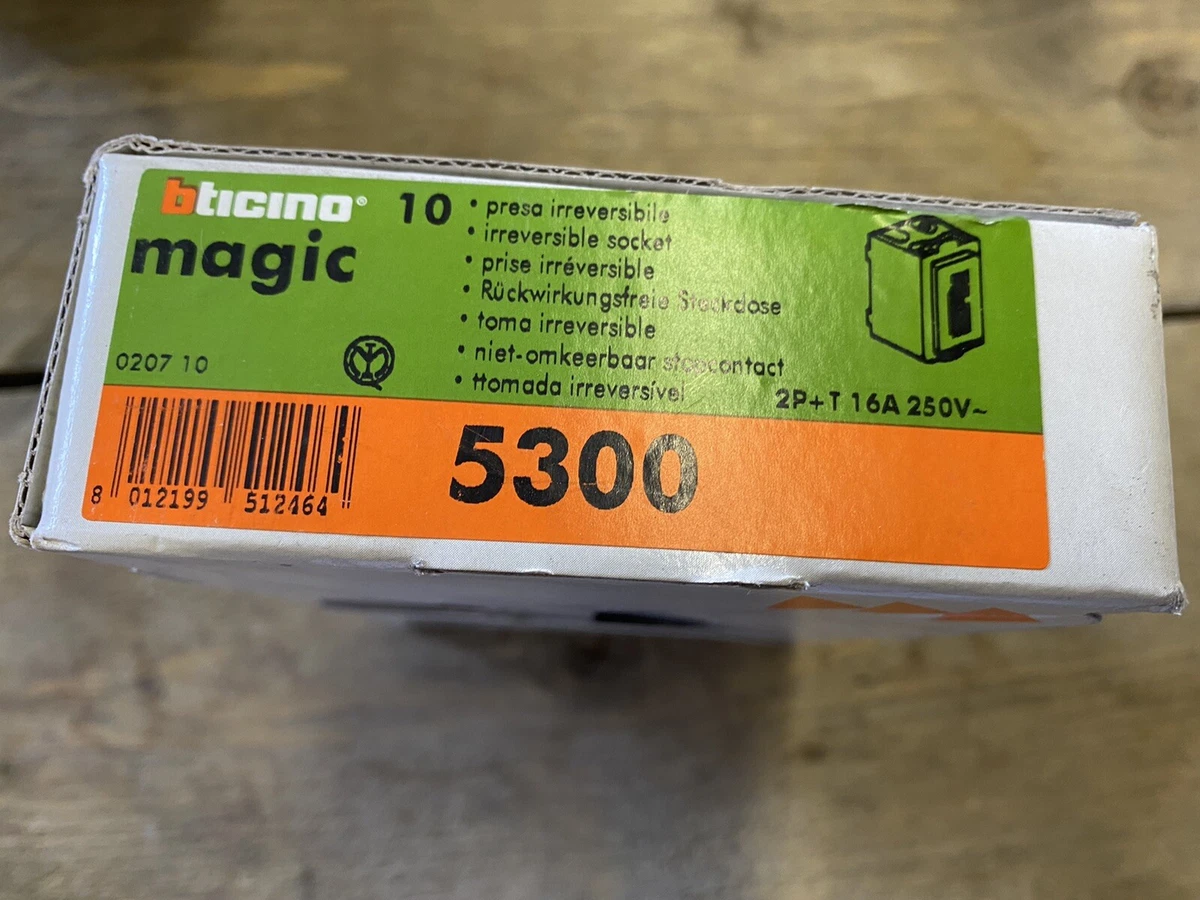 bticino®
magic
10
• presa irreversibile
• irreversible socket
• prise irréversible
• Rückwirkungsfreie Steckdose
• toma irreversible
• niet-omkeerbaar stopcontact
• ttomada irreversível
0207 10
2P+T 16A 250V~
5300
8 012199 512464